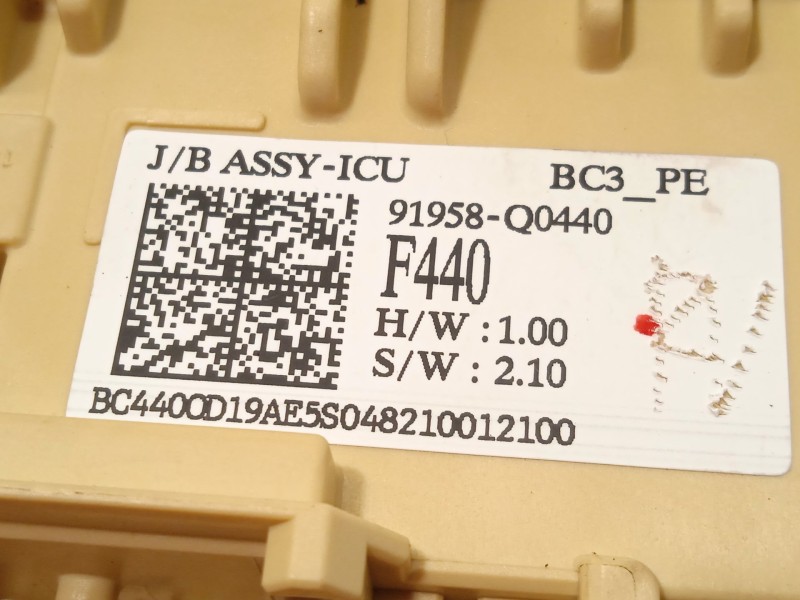 J/B ASSY-ICU BC3_PE
91958-Q0440
F440
H/W : 1.00
S/W : 2.10
BC440OD19AE5S048210012100